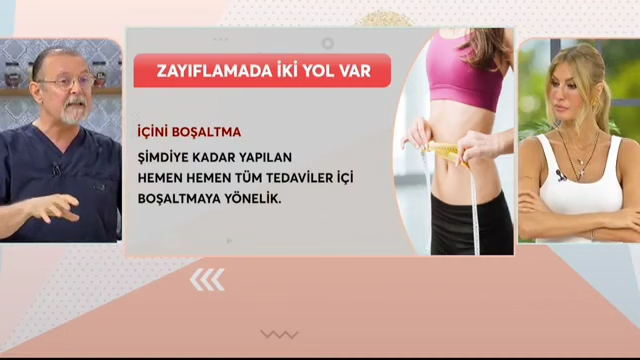 ZAYIFLAMADA İKİ YOL VAR
İÇİNİ BOŞALTMA
ŞİMDİYE KADAR YAPILAN
HEMEN HEMEN TÜM TEDAVİLER İÇİ
BOŞALTMAYA YÖNELİK.